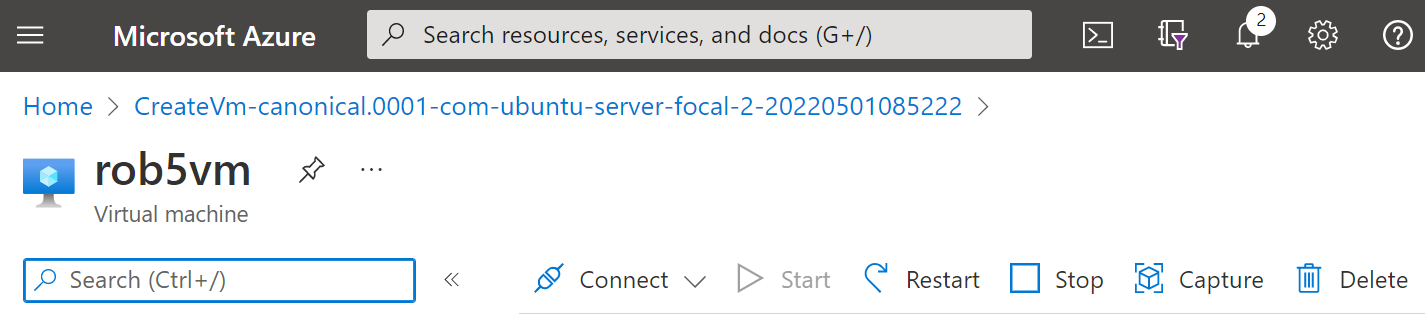 Microsoft Azure Search resources, services, and docs (G+/) 2
Home > CreateVm-canonical.0001-com-ubuntu-server-focal-2-20220501085222 >
rob5vm ...
Virtual machine
Search (Ctrl+/) « Connect Start Restart Stop Capture Delete